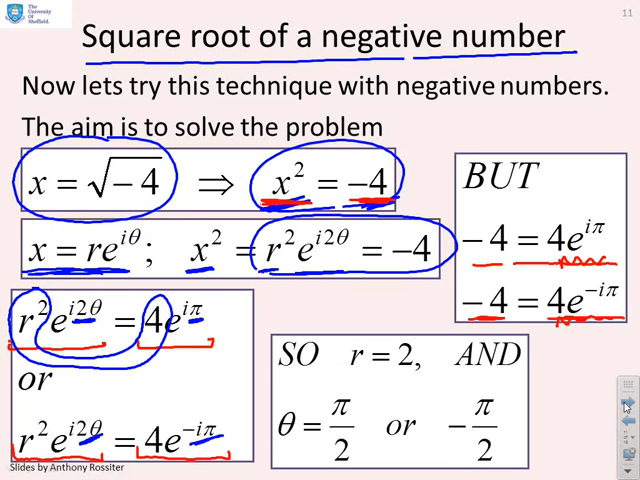 The University Of Sheffield.
11
Square root of a negative number
Now lets try this technique with negative numbers.
The aim is to solve the problem
x = √−4 ⇒ x² = −4
x = re^{iθ}; x² = r²e^{i2θ} = −4
BUT
−4 = 4e^{iπ}
−4 = 4e^{−iπ}
r²e^{i2θ} = 4e^{iπ}
or
r²e^{i2θ} = 4e^{−iπ}
SO r = 2, AND
θ = π/2 or −π/2
Slides by Anthony Rossiter